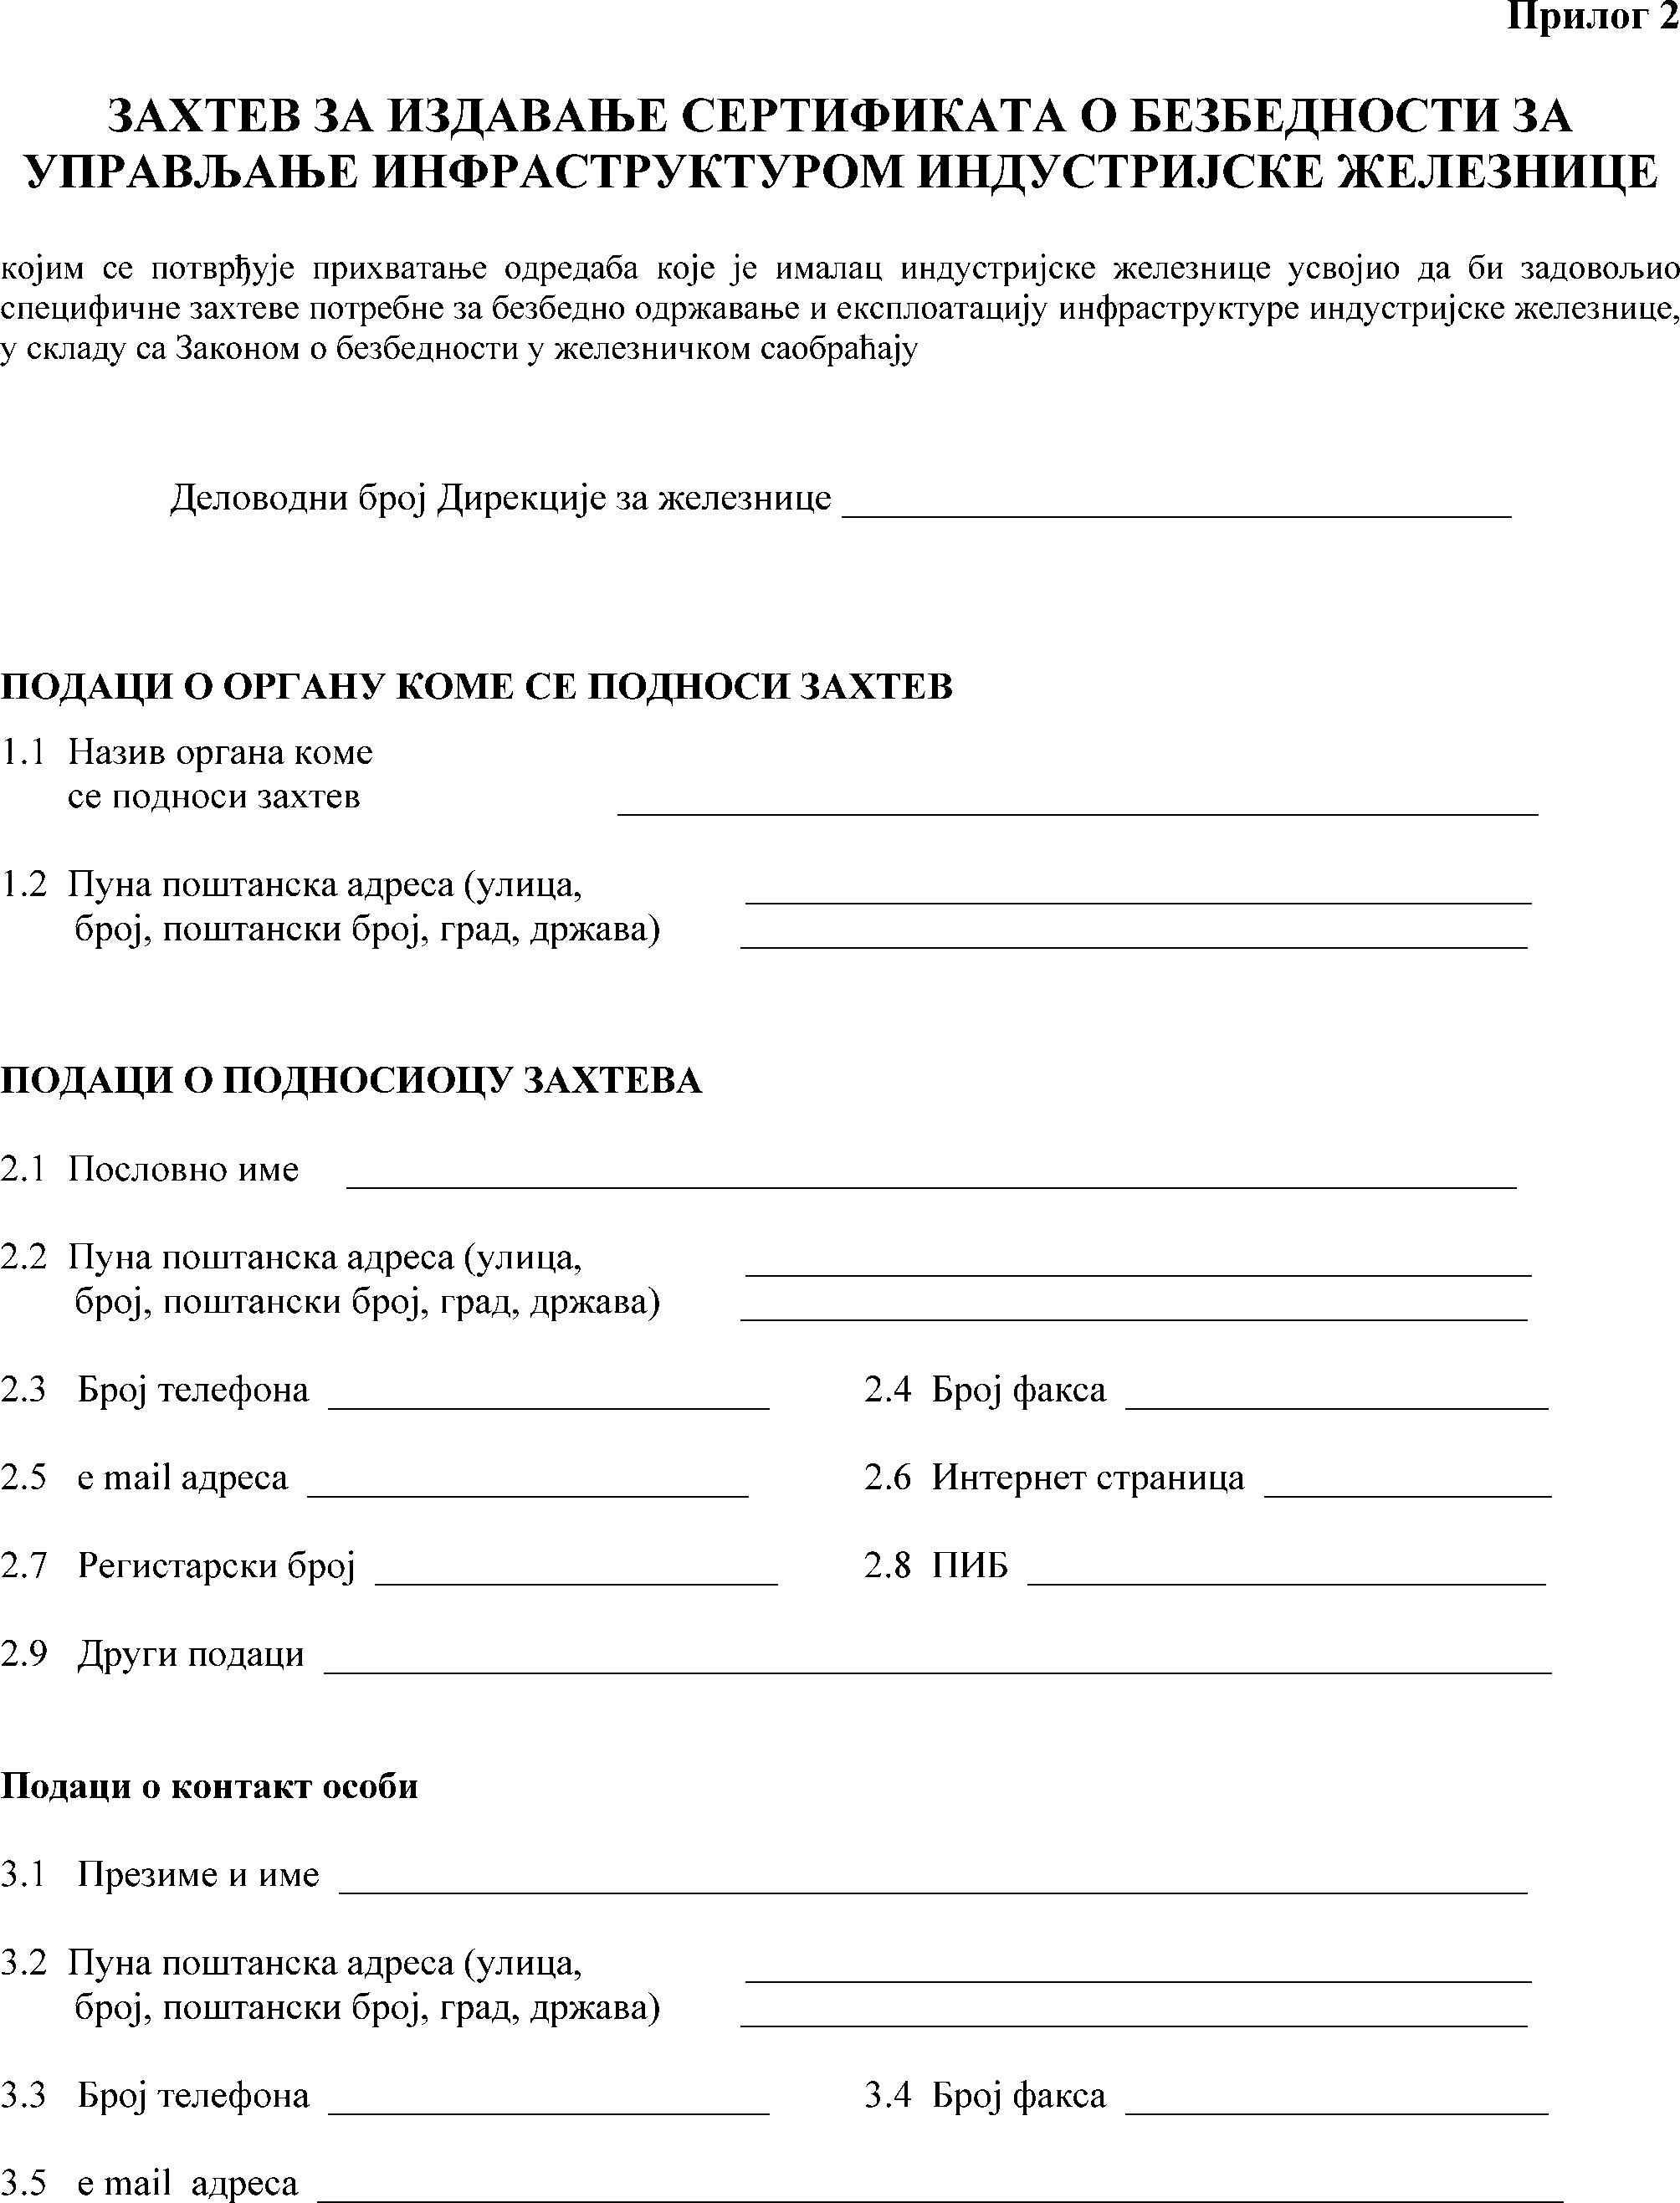 Прилог 2
ЗАХТЕВ ЗА ИЗДАВАЊЕ СЕРТИФИКАТА О БЕЗБЕДНОСТИ ЗА
УПРАВЉАЊЕ ИНФРАСТРУКТУРОМ ИНДУСТРИЈСКЕ ЖЕЛЕЗНИЦЕ
којим се потврђује прихватање одредаба које је ималац индустријске железнице усвојио да би задовољио
специфичне захтеве потребне за безбедно одржавање и експлоатацију инфраструктуре индустријске железнице,
у складу са Законом о безбедности у железничком саобраћају
Деловодни број Дирекције за железнице
ПОДАЦИ О ОРГАНУ КОМЕ СЕ ПОДНОСИ ЗАХТЕВ
1.1 Назив органа коме
се подноси захтев
1.2 Пуна поштанска адреса (улица,
број, поштански број, град, држава)
ПОДАЦИ О ПОДНОСИОЦУ ЗАХТЕВА
2.1 Пословно име
2.2 Пуна поштанска адреса (улица,
број, поштански број, град, држава)
2.3 Број телефона 2.4 Број факса
2.5 e mail адреса 2.6 Интернет страница
2.7 Регистарски број 2.8 ПИБ
2.9 Други подаци
Подаци о контакт особи
3.1 Презиме и име
3.2 Пуна поштанска адреса (улица,
број, поштански број, град, држава)
3.3 Број телефона 3.4 Број факса
3.5 e mail адреса